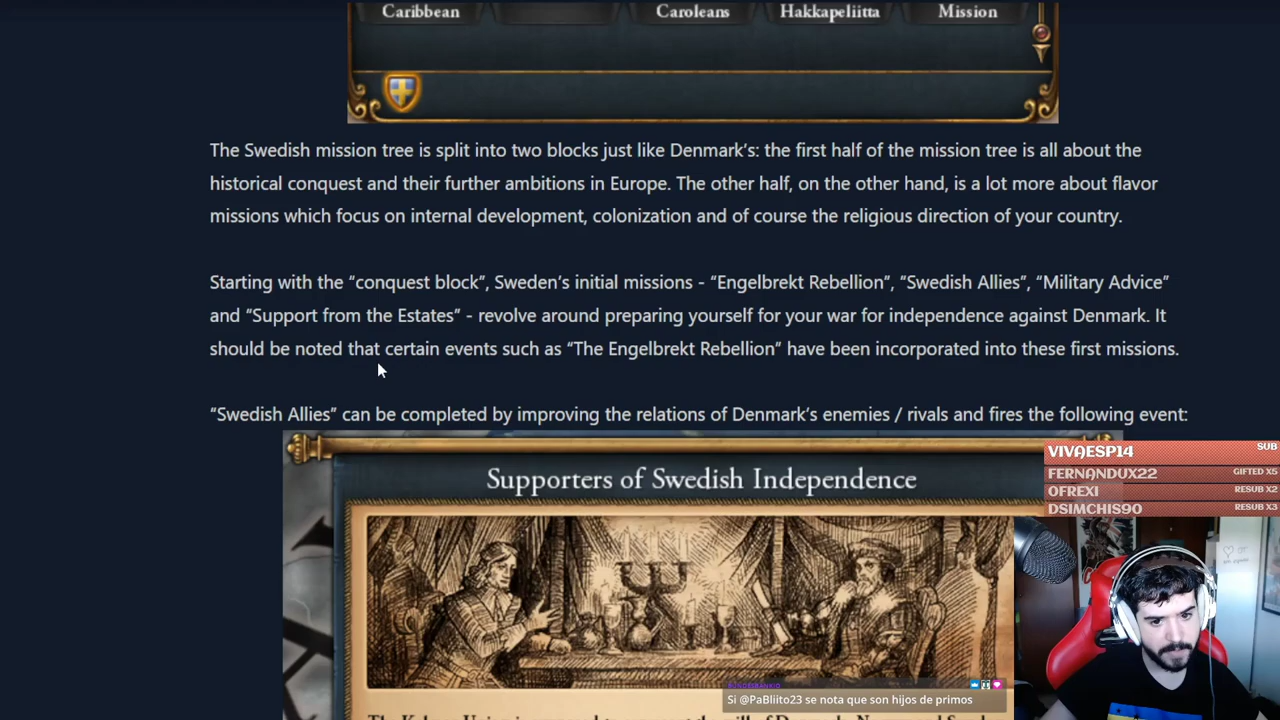 Caribbean
Caroleans
Hakkapeliitta
Mission
The Swedish mission tree is split into two blocks just like Denmark's: the first half of the mission tree is all about the
historical conquest and their further ambitions in Europe. The other half, on the other hand, is a lot more about flavor
missions which focus on internal development, colonization and of course the religious direction of your country.
Starting with the “conquest block”, Sweden's initial missions - “Engelbrekt Rebellion”, “Swedish Allies”, “Military Advice”
and “Support from the Estates” - revolve around preparing yourself for your war for independence against Denmark. It
should be noted that certain events such as “The Engelbrekt Rebellion” have been incorporated into these first missions.
“Swedish Allies” can be completed by improving the relations of Denmark's enemies / rivals and fires the following event:
Supporters of Swedish Independence
VIVAESP14 SUB
FERNANDUX22 GIFTED X5
OFREXI RESUB X2
DSIMCHIS90 RESUB X3
Si @PaBliito23 se nota que son hijos de primos